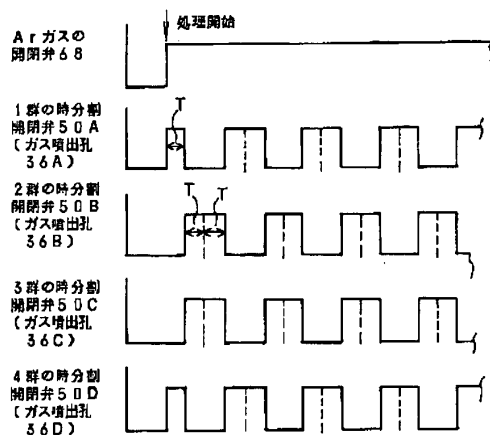 Arガスの
開閉弁68
処理開始
1群の時分割
開閉弁50A
(ガス噴出孔
36A)
T
2群の時分割
開閉弁50B
(ガス噴出孔
36B)
T T
3群の時分割
開閉弁50C
(ガス噴出孔
36C)
4群の時分割
開閉弁50D
(ガス噴出孔
36D)